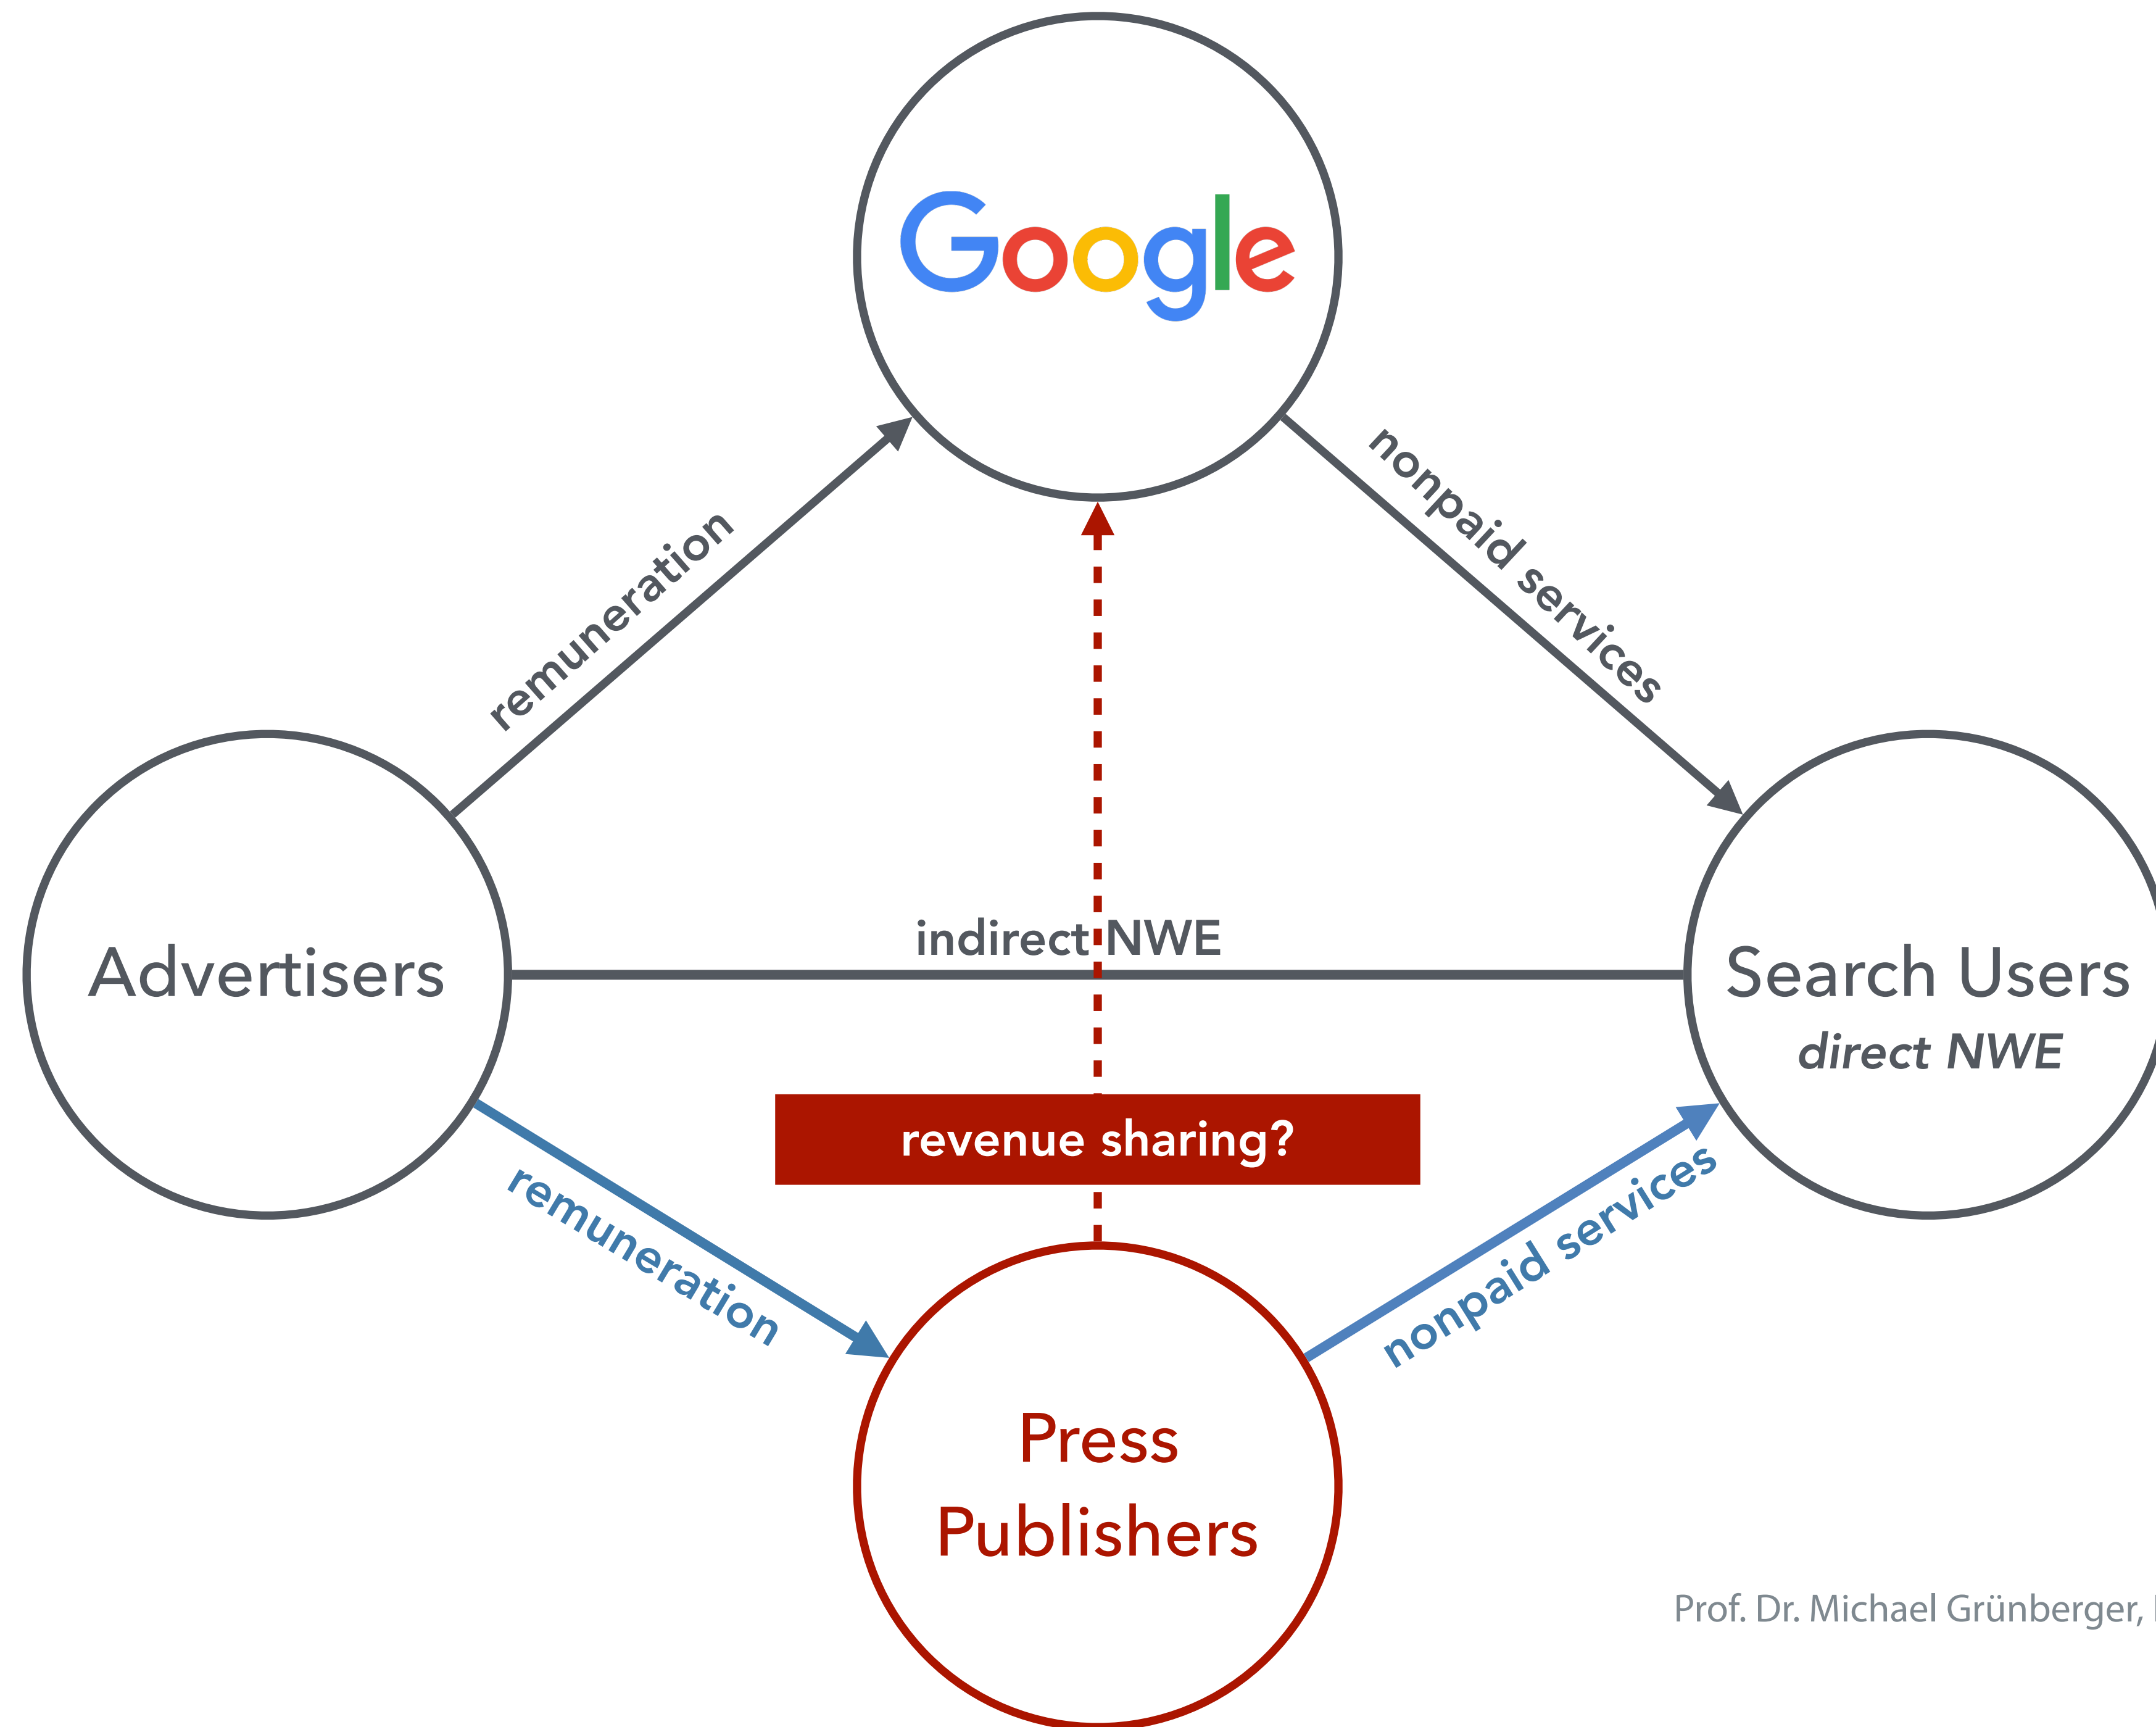 Google
remuneration
nonpaid services
indirect NWE
Advertisers
Search Users
direct NWE
revenue sharing?
remuneration
nonpaid services
Press
Publishers
Prof. Dr. Michael Grünberger,